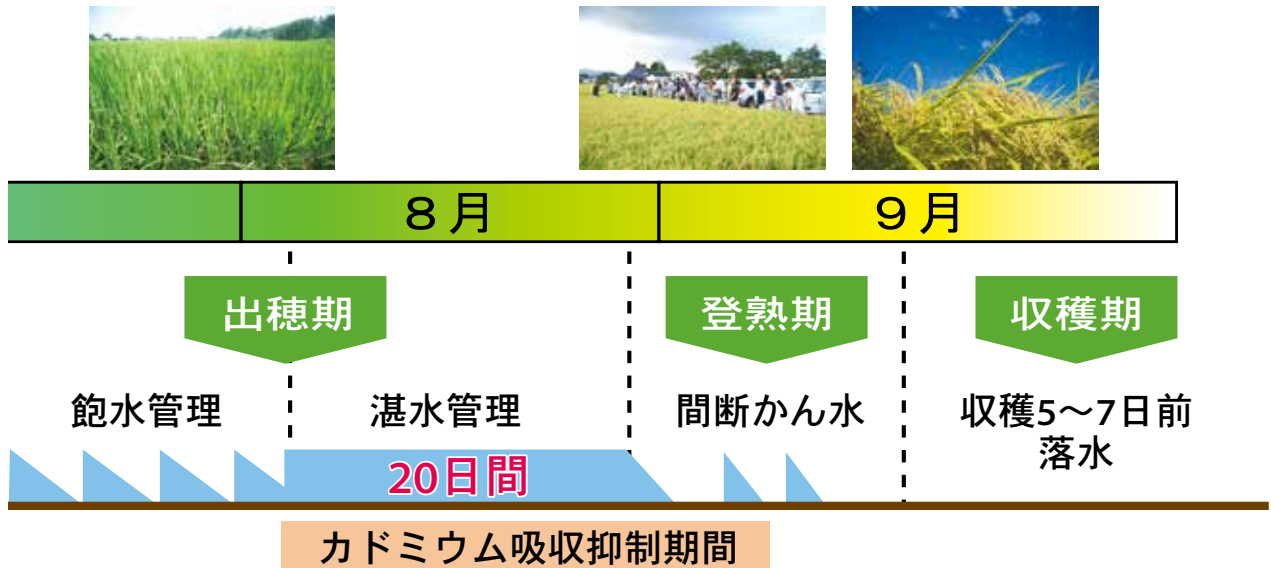 ８月
９月
出穂期
登熟期
収穫期
飽水管理
湛水管理
間断かん水
収穫5〜7日前
落水
20日間
カドミウム吸収抑制期間